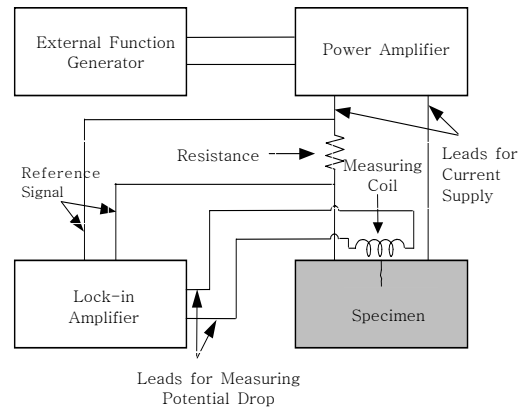 External Function
Generator
Power Amplifier
Resistance
Measuring
Coil
Leads for
Current
Supply
Reference
Signal
Lock-in
Amplifier
Specimen
Leads for Measuring
Potential Drop